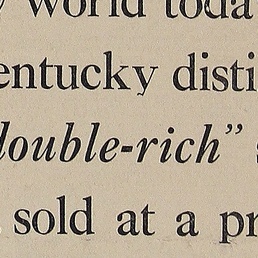 y world toda
entucky disti
double-rich" s
sold at a pr